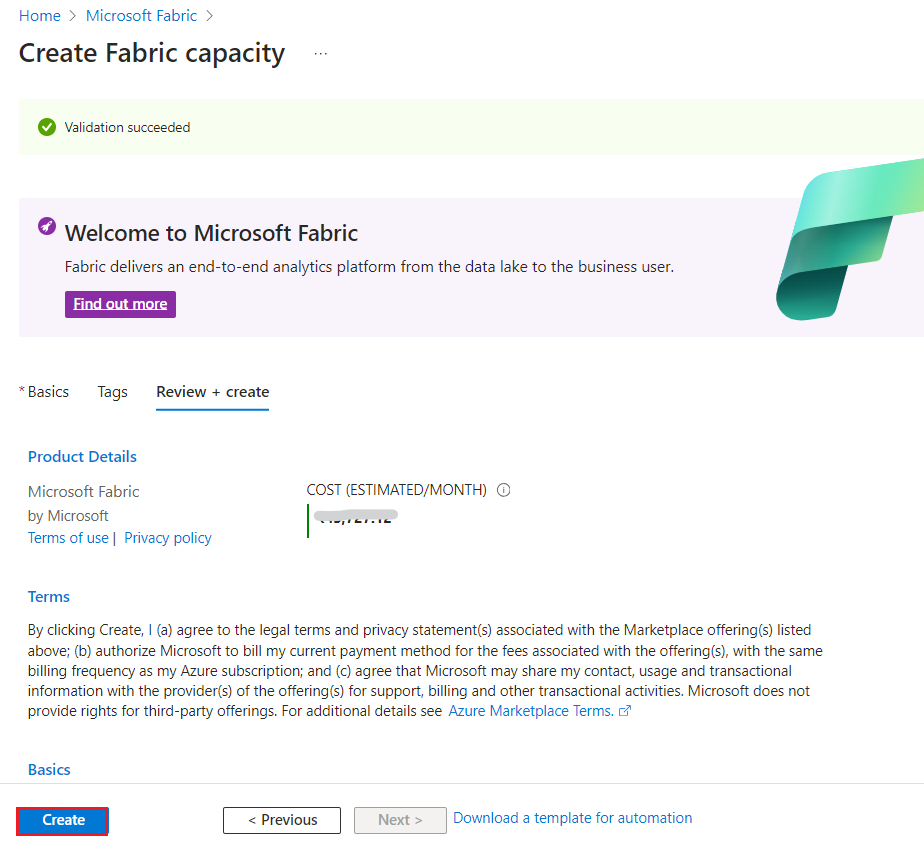 Home > Microsoft Fabric >
Create Fabric capacity ...
Validation succeeded
Welcome to Microsoft Fabric
Fabric delivers an end-to-end analytics platform from the data lake to the business user.
Find out more
* Basics Tags Review + create
Product Details
Microsoft Fabric
by Microsoft
Terms of use | Privacy policy
COST (ESTIMATED/MONTH)
Terms
By clicking Create, I (a) agree to the legal terms and privacy statement(s) associated with the Marketplace offering(s) listed
above; (b) authorize Microsoft to bill my current payment method for the fees associated with the offering(s), with the same
billing frequency as my Azure subscription; and (c) agree that Microsoft may share my contact, usage and transactional
information with the provider(s) of the offering(s) for support, billing and other transactional activities. Microsoft does not
provide rights for third-party offerings. For additional details see Azure Marketplace Terms.
Basics
Create < Previous Next > Download a template for automation